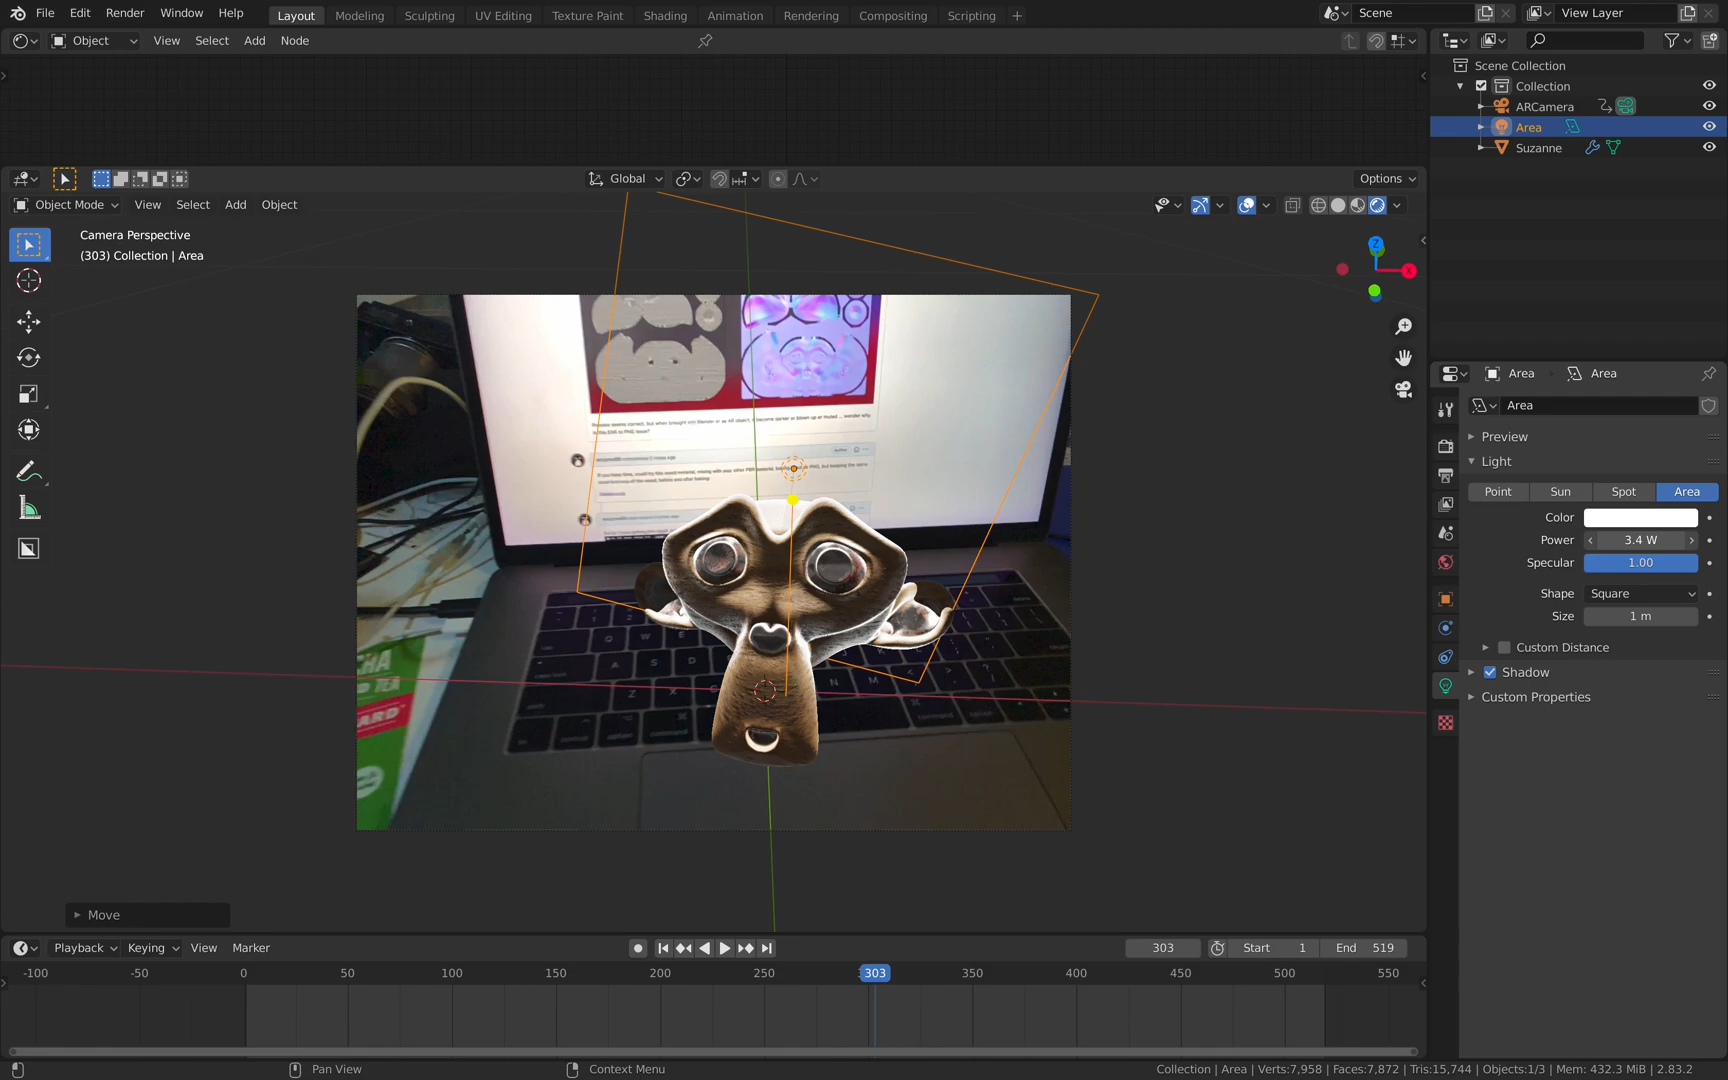 File Edit Render Window Help Layout Modeling Sculpting UV Editing Texture Paint Shading Animation Rendering Compositing Scripting + Scene View Layer
Object View Select Add Node
Scene Collection
Collection
ARCamera
Area
Suzanne
Global Options
Object Mode View Select Add Object
Camera Perspective
(303) Collection | Area
Z
X
Area Area
Area
Preview
Light
Point Sun Spot Area
Color
Power 3.4 W
Specular 1.00
Shape Square
Size 1 m
Custom Distance
Shadow
Custom Properties
Move
Playback Keying View Marker 303 Start 1 End 519
-100 -50 0 50 100 150 200 250 303 350 400 450 500 550
Pan View Context Menu Collection | Area | Verts:7,958 | Faces:7,872 | Tris:15,744 | Objects:1/3 | Mem: 432.3 MiB | 2.83.2